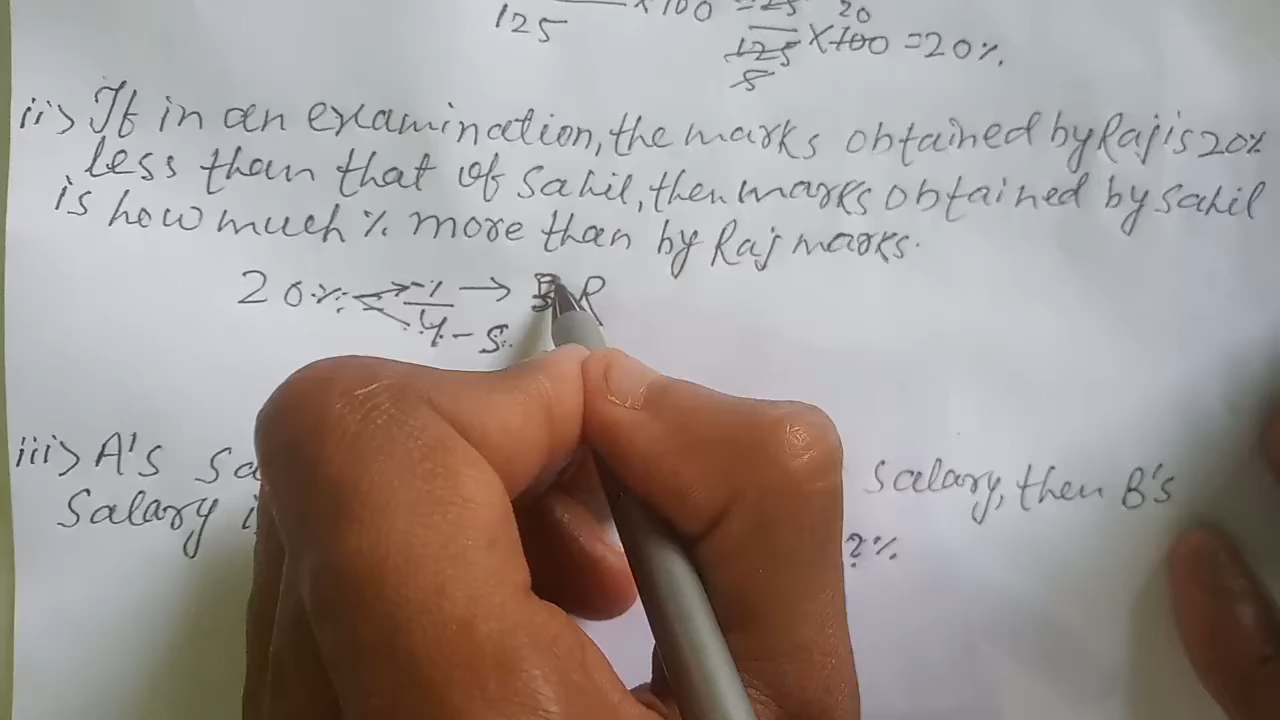 125 ×100 = 25
125 × 100 = 20%
20
5
ii> If in an examination, the marks obtained by Raj is 20%
less than that of Sahil, then marks obtained by Sahil
is how much % more than by Raj marks.
20% -1 → R
4 - S
iii> A's salary, then B's
Salary ?%